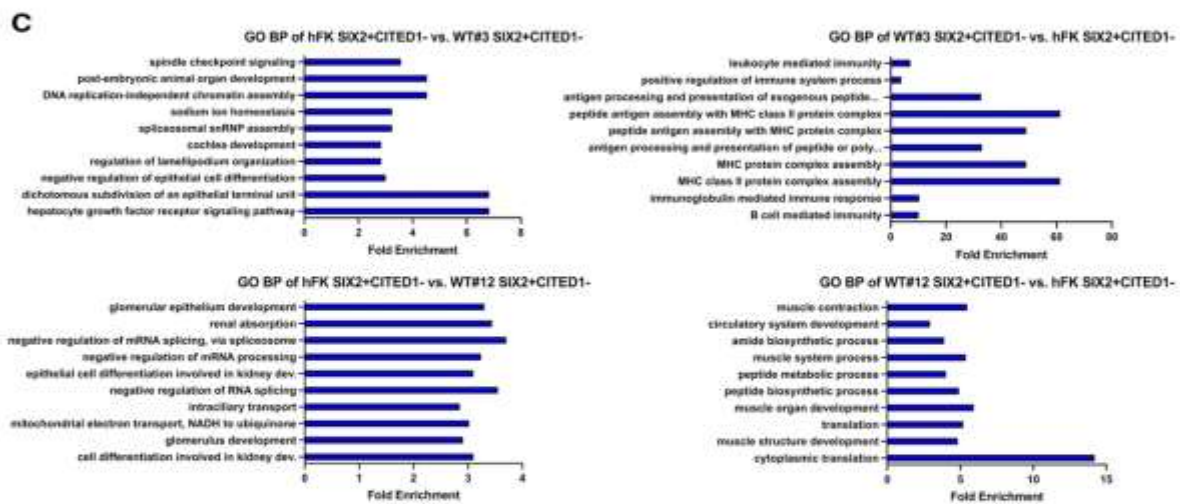 C
GO BP of hFK SIX2+CITED1- vs. WT#3 SIX2+CITED1-
spindle checkpoint signaling
post-embryonic animal organ development
DNA replication-independent chromatin assembly
sodium ion homeostasis
spliceosomal snRNP assembly
cochlea development
regulation of lamellipodium organization
negative regulation of epithelial cell differentiation
dichotomous subdivision of an epithelial terminal unit
hepatocyte growth factor receptor signaling pathway
0 2 4 6 8
Fold Enrichment
GO BP of WT#3 SIX2+CITED1- vs. hFK SIX2+CITED1-
leukocyte mediated immunity
positive regulation of immune system process
antigen processing and presentation of exogenous peptide...
peptide antigen assembly with MHC class II protein complex
peptide antigen assembly with MHC protein complex
antigen processing and presentation of peptide or poly...
MHC protein complex assembly
MHC class II protein complex assembly
immunoglobulin mediated immune response
B cell mediated immunity
0 20 40 60 80
Fold Enrichment
GO BP of hFK SIX2+CITED1- vs. WT#12 SIX2+CITED1-
glomerular epithelium development
renal absorption
negative regulation of mRNA splicing, via spliceosome
negative regulation of mRNA processing
epithelial cell differentiation involved in kidney dev.
negative regulation of RNA splicing
intraciliary transport
mitochondrial electron transport, NADH to ubiquinone
glomerulus development
cell differentiation involved in kidney dev.
0 1 2 3 4
Fold Enrichment
GO BP of WT#12 SIX2+CITED1- vs. hFK SIX2+CITED1-
muscle contraction
circulatory system development
amide biosynthetic process
muscle system process
peptide metabolic process
peptide biosynthetic process
muscle organ development
translation
muscle structure development
cytoplasmic translation
0 5 10 15
Fold Enrichment